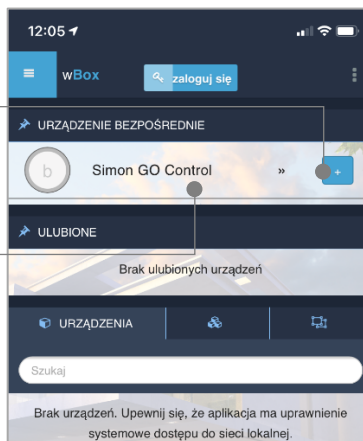 12:05
wBox
zaloguj się
URZĄDZENIE BEZPOŚREDNIE
b
Simon GO Control
»
+
ULUBIONE
Brak ulubionych urządzeń
URZĄDZENIA
Szukaj
Brak urządzeń. Upewnij się, że aplikacja ma uprawnienie
systemowe dostępu do sieci lokalnej.